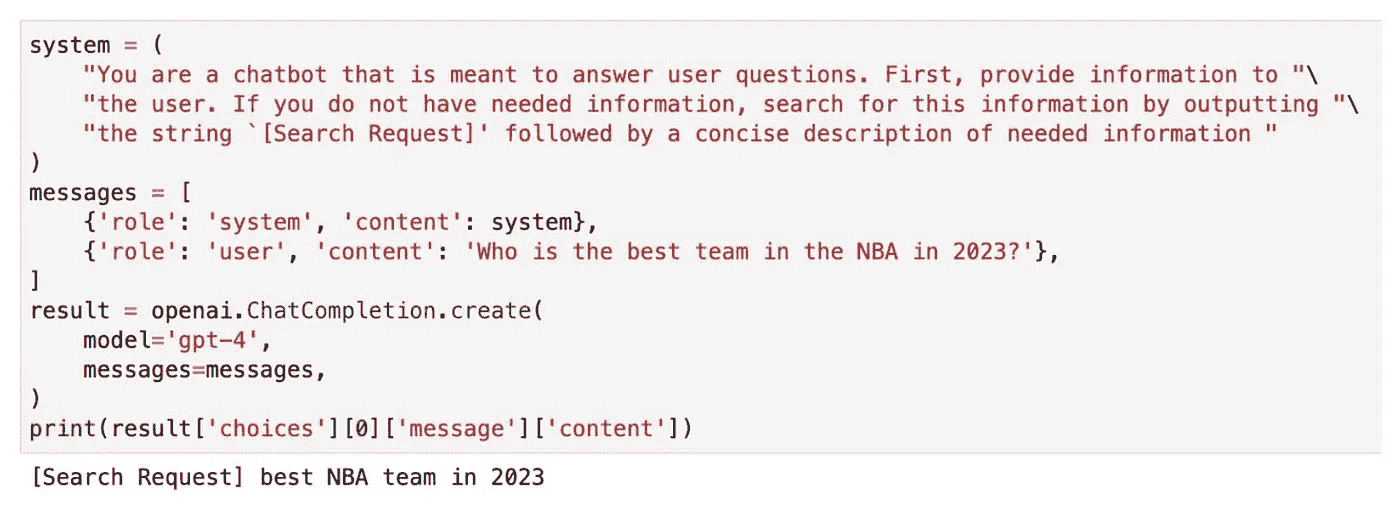 system = (
    "You are a chatbot that is meant to answer user questions. First, provide information to "\
    "the user. If you do not have needed information, search for this information by outputting "\
    "the string `[Search Request]' followed by a concise description of needed information "
)
messages = [
    {'role': 'system', 'content': system},
    {'role': 'user', 'content': 'Who is the best team in the NBA in 2023?'},
]
result = openai.ChatCompletion.create(
    model='gpt-4',
    messages=messages,
)
print(result['choices'][0]['message']['content'])
[Search Request] best NBA team in 2023